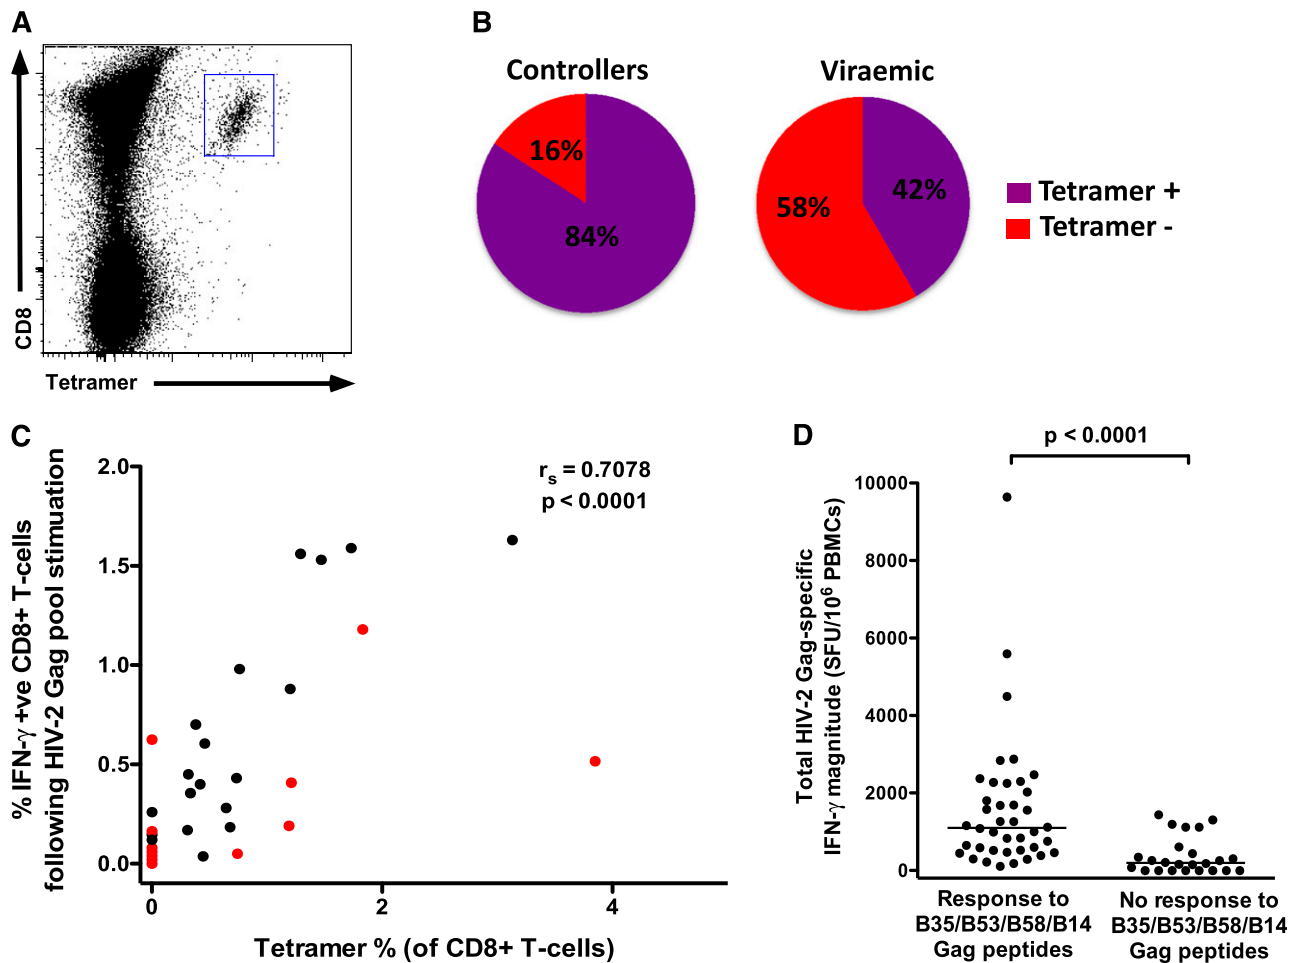 A
CD8
Tetramer
B
Controllers
Viraemic
16%
84%
58%
42%
Tetramer +
Tetramer -
C
% IFN-γ +ve CD8+ T-cells
following HIV-2 Gag pool stimuation
2.0
1.5
1.0
0.5
0.0
rs = 0.7078
p < 0.0001
0 2 4
Tetramer % (of CD8+ T-cells)
D
p < 0.0001
Total HIV-2 Gag-specific
IFN-γ magnitude (SFU/10⁶ PBMCs)
10000
8000
6000
4000
2000
0
Response to
B35/B53/B58/B14
Gag peptides
No response to
B35/B53/B58/B14
Gag peptides